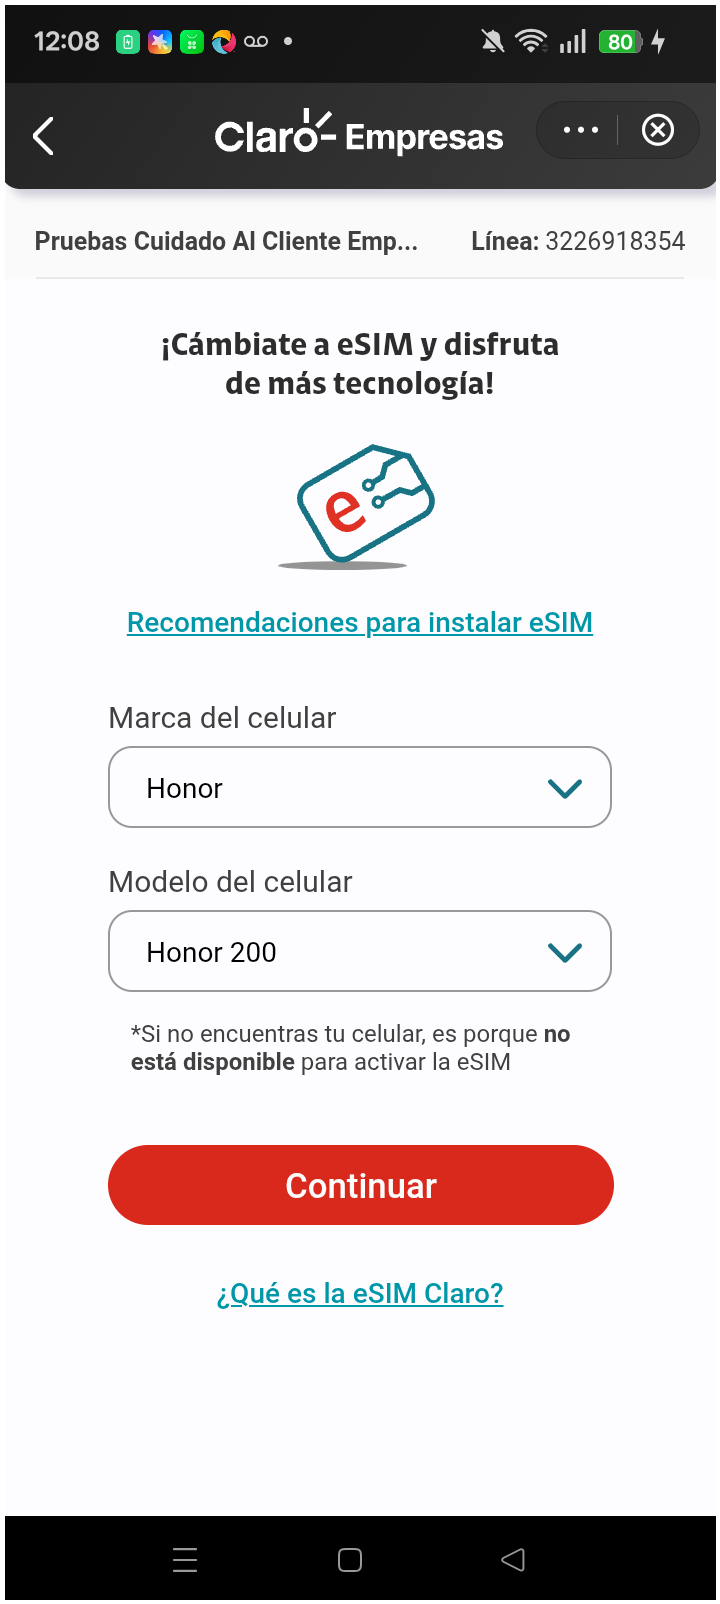 12:08
80
Claro Empresas
Pruebas Cuidado Al Cliente Emp... Línea: 3226918354
¡Cámbiate a eSIM y disfruta
de más tecnología!
e
Recomendaciones para instalar eSIM
Marca del celular
Honor
Modelo del celular
Honor 200
*Si no encuentras tu celular, es porque no
está disponible para activar la eSIM
Continuar
¿Qué es la eSIM Claro?